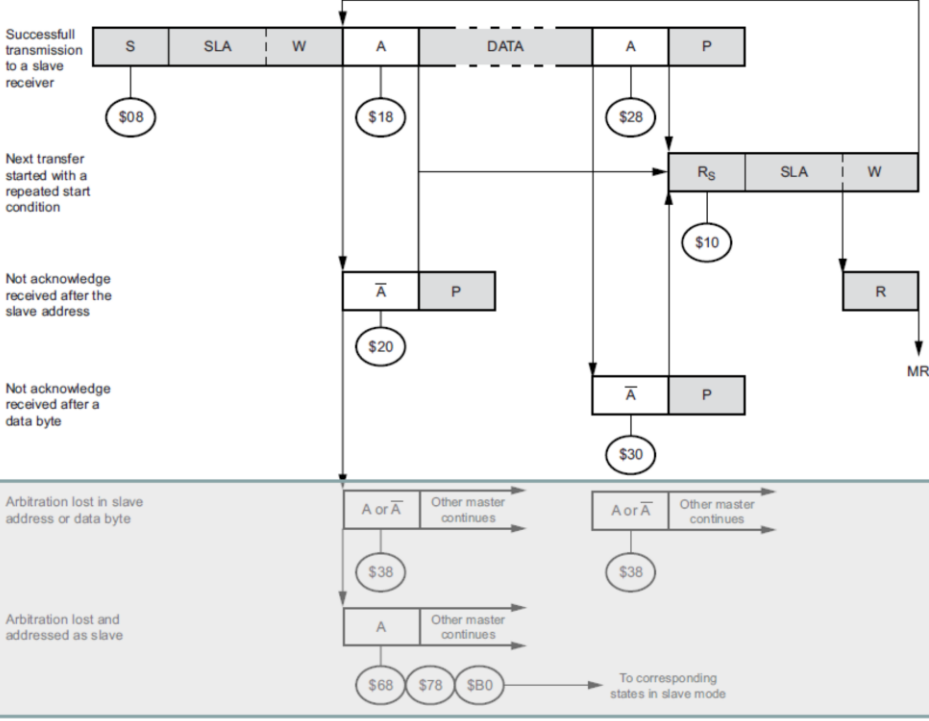 Successfull
transmission
to a slave
receiver
S SLA W A DATA A P
$08 $18 $28
Next transfer
started with a
repeated start
condition
RS SLA W
$10
Not acknowledge
received after the
slave address
A̅ P
R
$20
MR
Not acknowledge
received after a
data byte
A̅ P
$30
Arbitration lost in slave
address or data byte
A or A̅ Other master
continues
A or A̅ Other master
continues
$38 $38
Arbitration lost and
addressed as slave
A Other master
continues
$68 $78 $B0
To corresponding
states in slave mode